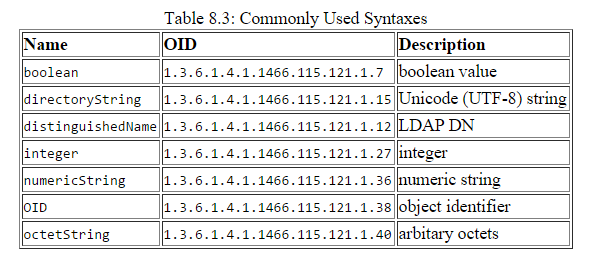 Table 8.3: Commonly Used Syntaxes
Name OID Description
boolean 1.3.6.1.4.1.1466.115.121.1.7 boolean value
directoryString 1.3.6.1.4.1.1466.115.121.1.15 Unicode (UTF-8) string
distinguishedName 1.3.6.1.4.1.1466.115.121.1.12 LDAP DN
integer 1.3.6.1.4.1.1466.115.121.1.27 integer
numericString 1.3.6.1.4.1.1466.115.121.1.36 numeric string
OID 1.3.6.1.4.1.1466.115.121.1.38 object identifier
octetString 1.3.6.1.4.1.1466.115.121.1.40 arbitary octets